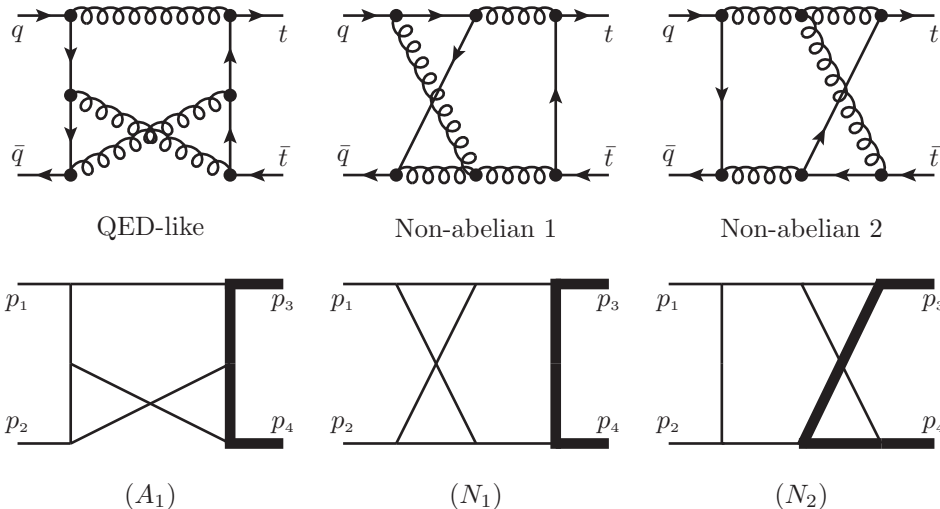 q t q t q t
q̄ t̄ q̄ t̄ q̄ t̄
QED-like Non-abelian 1 Non-abelian 2
p₁ p₃ p₁ p₃ p₁ p₃
p₂ p₄ p₂ p₄ p₂ p₄
(A₁) (N₁) (N₂)